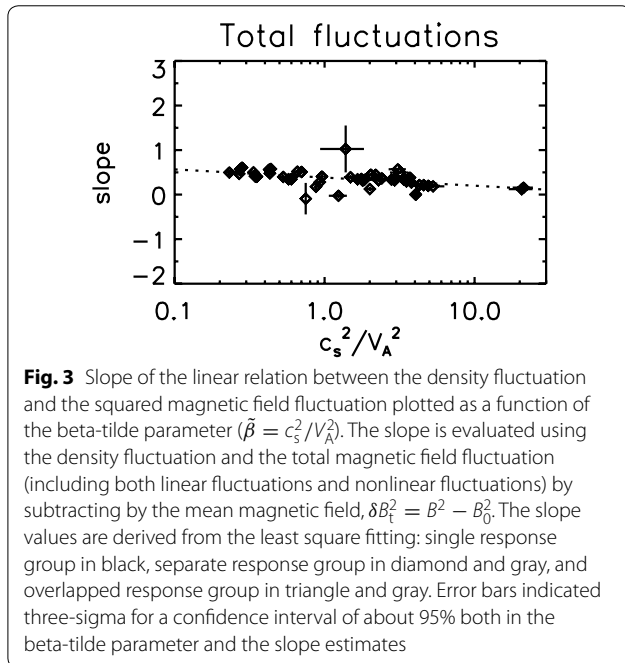 Total fluctuations
3
2
1
0
−1
−2
slope
0.1 1.0 10.0
c_s^2/V_A^2
Fig. 3 Slope of the linear relation between the density fluctuation
and the squared magnetic field fluctuation plotted as a function of
the beta-tilde parameter (β̃ = c_s^2/V_A^2). The slope is evaluated using
the density fluctuation and the total magnetic field fluctuation
(including both linear fluctuations and nonlinear fluctuations) by
subtracting by the mean magnetic field, δB_t^2 = B^2 − B_0^2. The slope
values are derived from the least square fitting: single response
group in black, separate response group in diamond and gray, and
overlapped response group in triangle and gray. Error bars indicated
three-sigma for a confidence interval of about 95% both in the
beta-tilde parameter and the slope estimates